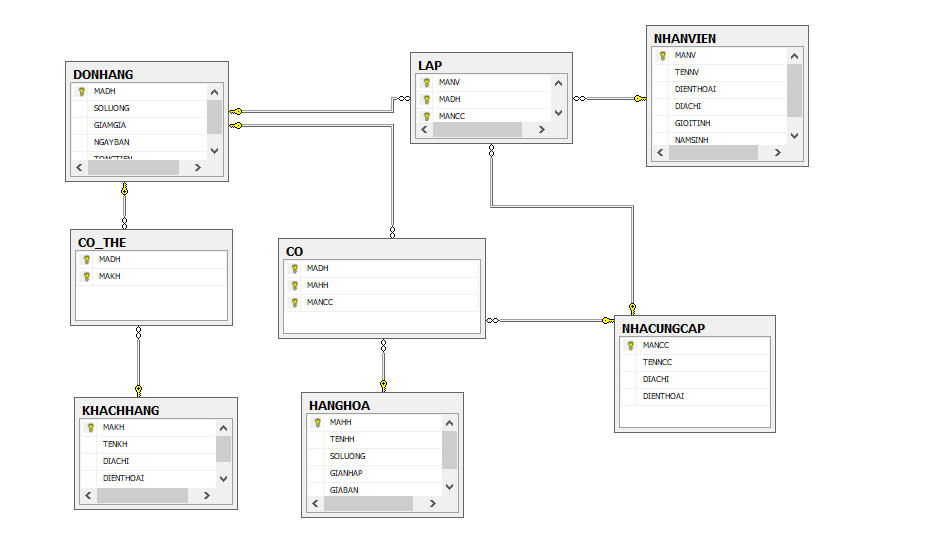 DONHANG
MADH
SOLUONG
GIAMGIA
NGAYBAN
TONGTIEN
LAP
MANV
MADH
MANCC
NHANVIEN
MANV
TENNV
DIENTHOAI
DIACHI
GIOITINH
NAMSINH
CO_THE
MADH
MAKH
CO
MADH
MAHH
MANCC
NHACUNGCAP
MANCC
TENNCC
DIACHI
DIENTHOAI
KHACHHANG
MAKH
TENKH
DIACHI
DIENTHOAI
HANGHOA
MAHH
TENHH
SOLUONG
GIANHAP
GIABAN